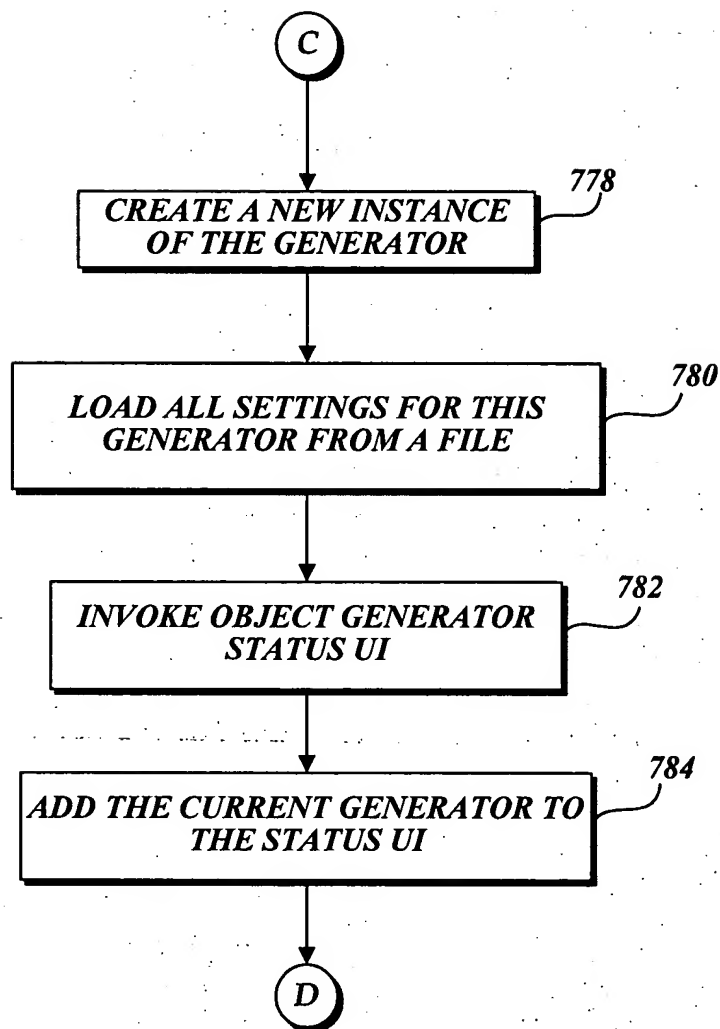 C
778
CREATE A NEW INSTANCE
OF THE GENERATOR
780
LOAD ALL SETTINGS FOR THIS
GENERATOR FROM A FILE
782
INVOKE OBJECT GENERATOR
STATUS UI
784
ADD THE CURRENT GENERATOR TO
THE STATUS UI
D